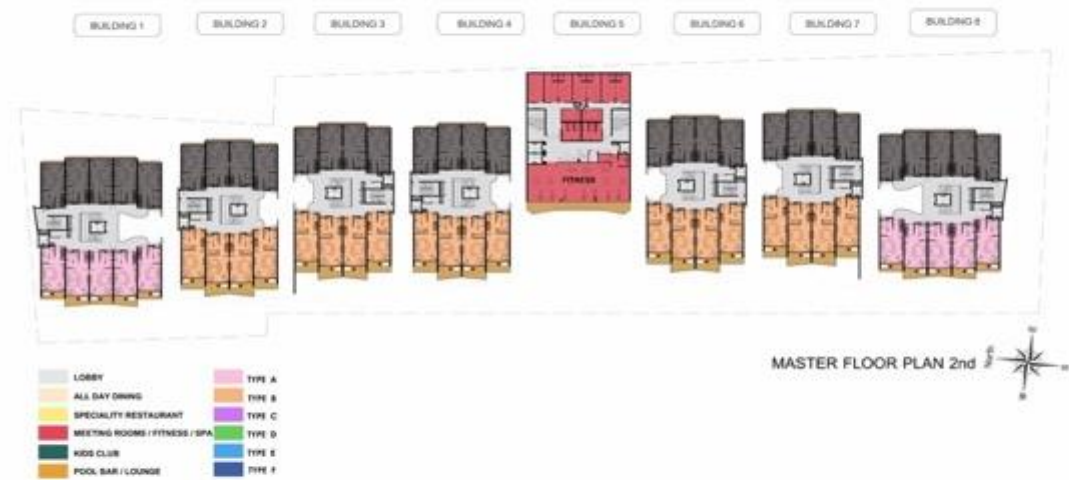 BUILDING 1
BUILDING 2
BUILDING 3
BUILDING 4
BUILDING 5
BUILDING 6
BUILDING 7
BUILDING 8
FITNESS
MASTER FLOOR PLAN 2nd
North
LOBBY
ALL DAY DINING
SPECIALITY RESTAURANT
MEETING ROOMS / FITNESS / SPA
KIDS CLUB
POOL BAR / LOUNGE
TYPE A
TYPE B
TYPE C
TYPE D
TYPE E
TYPE F